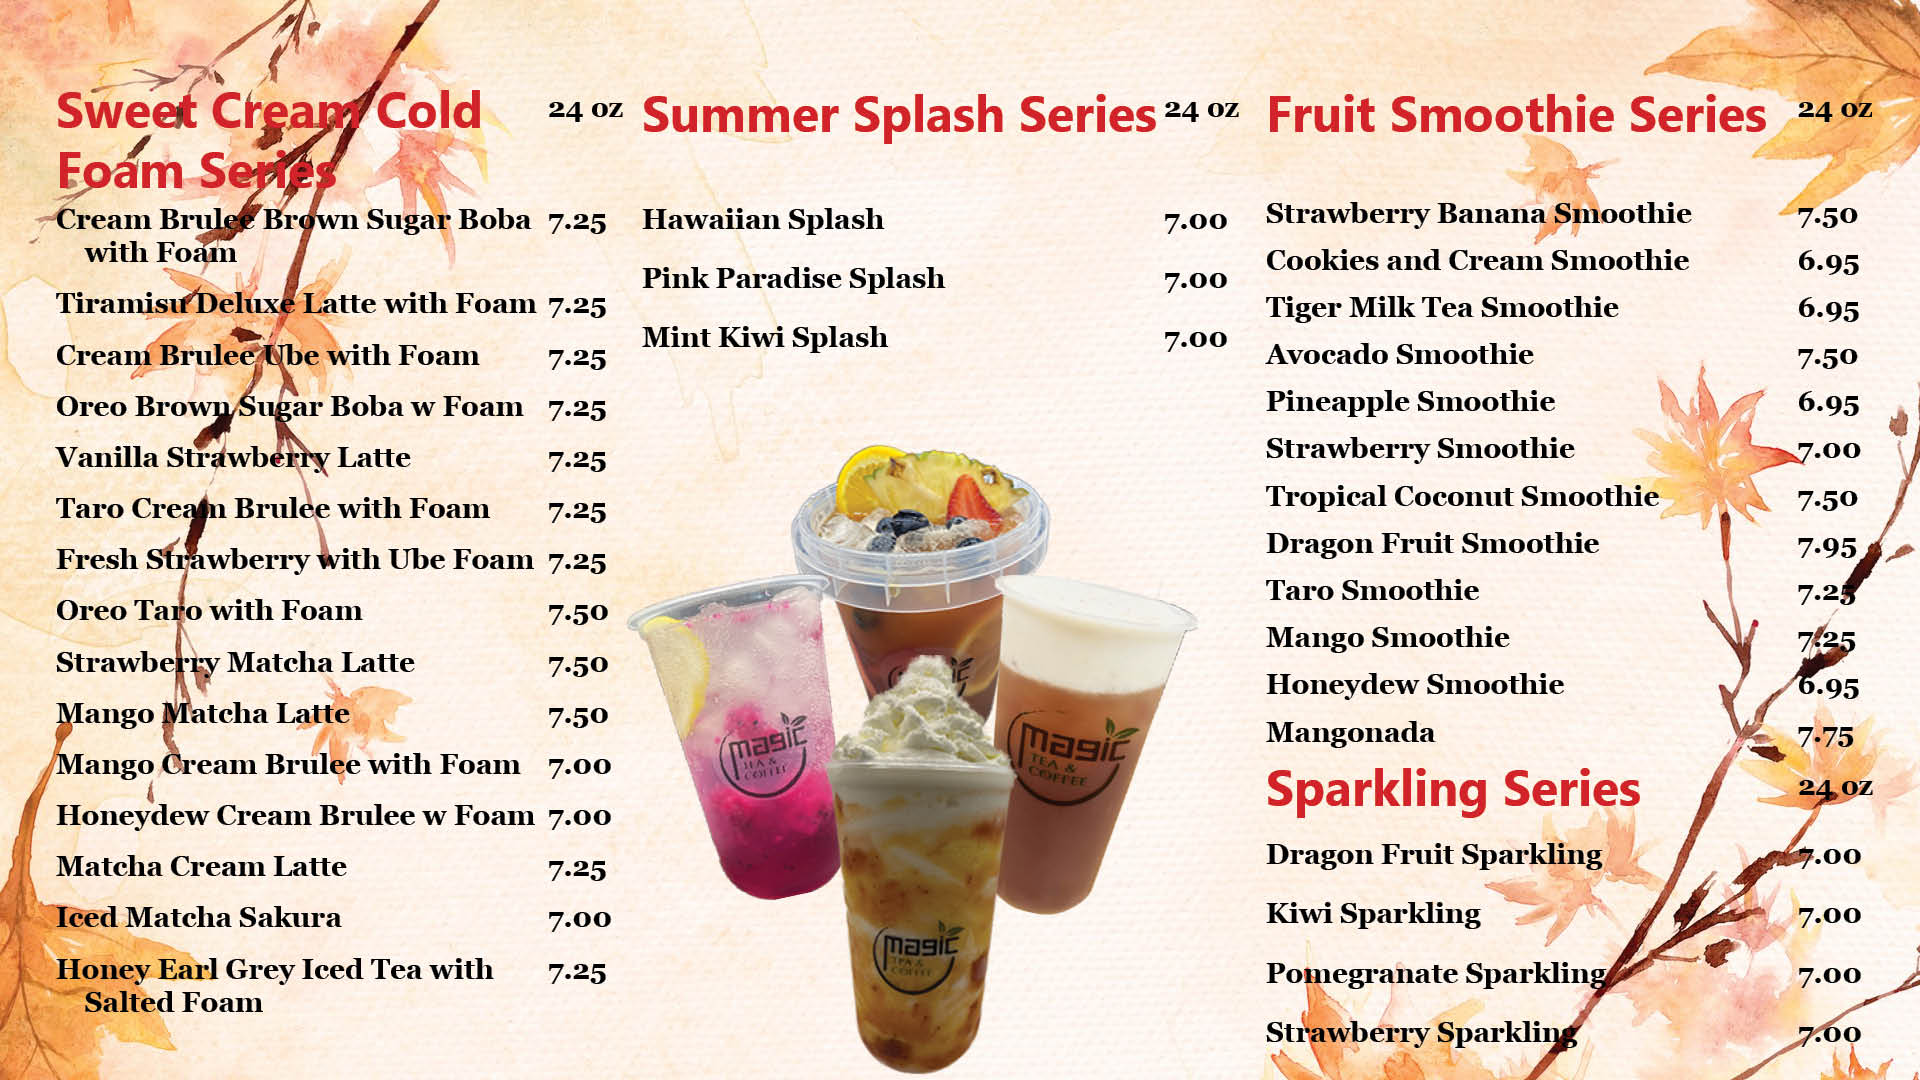 Sweet Cream Cold 24 oz
Foam Series
Cream Brulee Brown Sugar Boba 7.25
with Foam
Tiramisu Deluxe Latte with Foam 7.25
Cream Brulee Ube with Foam 7.25
Oreo Brown Sugar Boba w Foam 7.25
Vanilla Strawberry Latte 7.25
Taro Cream Brulee with Foam 7.25
Fresh Strawberry with Ube Foam 7.25
Oreo Taro with Foam 7.50
Strawberry Matcha Latte 7.50
Mango Matcha Latte 7.50
Mango Cream Brulee with Foam 7.00
Honeydew Cream Brulee w Foam 7.00
Matcha Cream Latte 7.25
Iced Matcha Sakura 7.00
Honey Earl Grey Iced Tea with 7.25
Salted Foam
Summer Splash Series 24 oz
Hawaiian Splash 7.00
Pink Paradise Splash 7.00
Mint Kiwi Splash 7.00
magic
TEA &
COFFEE
magic
TEA &
COFFEE
magic
TEA &
COFFEE
Fruit Smoothie Series 24 oz
Strawberry Banana Smoothie 7.50
Cookies and Cream Smoothie 6.95
Tiger Milk Tea Smoothie 6.95
Avocado Smoothie 7.50
Pineapple Smoothie 6.95
Strawberry Smoothie 7.00
Tropical Coconut Smoothie 7.50
Dragon Fruit Smoothie 7.95
Taro Smoothie 7.25
Mango Smoothie 7.25
Honeydew Smoothie 6.95
Mangonada 7.75
Sparkling Series 24 oz
Dragon Fruit Sparkling 7.00
Kiwi Sparkling 7.00
Pomegranate Sparkling 7.00
Strawberry Sparkling 7.00